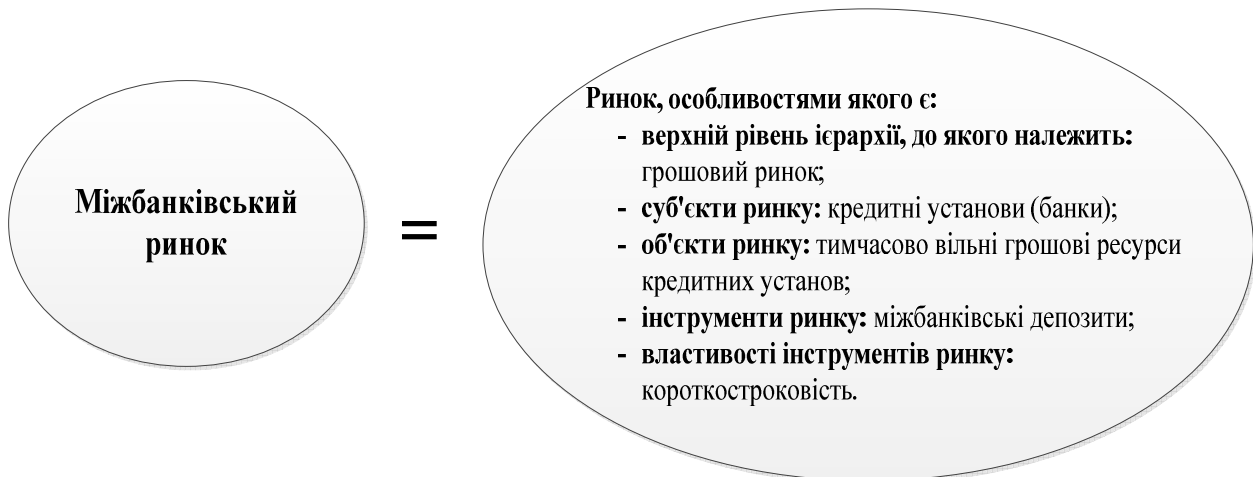 Міжбанківський
ринок
=
Ринок, особливостями якого є:
- верхній рівень ієрархії, до якого належить:
грошовий ринок;
- суб'єкти ринку: кредитні установи (банки);
- об'єкти ринку: тимчасово вільні грошові ресурси
кредитних установ;
- інструменти ринку: міжбанківські депозити;
- властивості інструментів ринку:
короткостроковість.